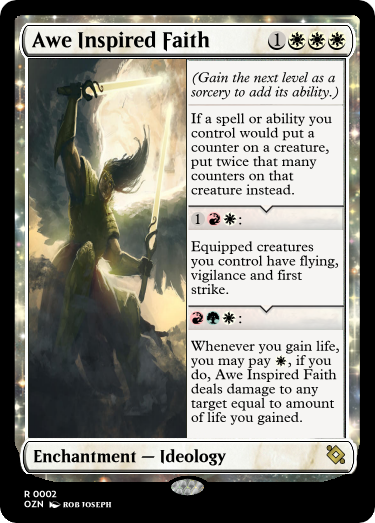 Awe Inspired Faith 1
(Gain the next level as a
sorcery to add its ability.)
If a spell or ability you
control would put a
counter on a creature,
put twice that many
counters on that
creature instead.
1 :
Equipped creatures
you control have flying,
vigilance and first
strike.
:
Whenever you gain life,
you may pay , if you
do, Awe Inspired Faith
deals damage to any
target equal to amount
of life you gained.
Enchantment — Ideology
R 0002
OZN ROB JOSEPH